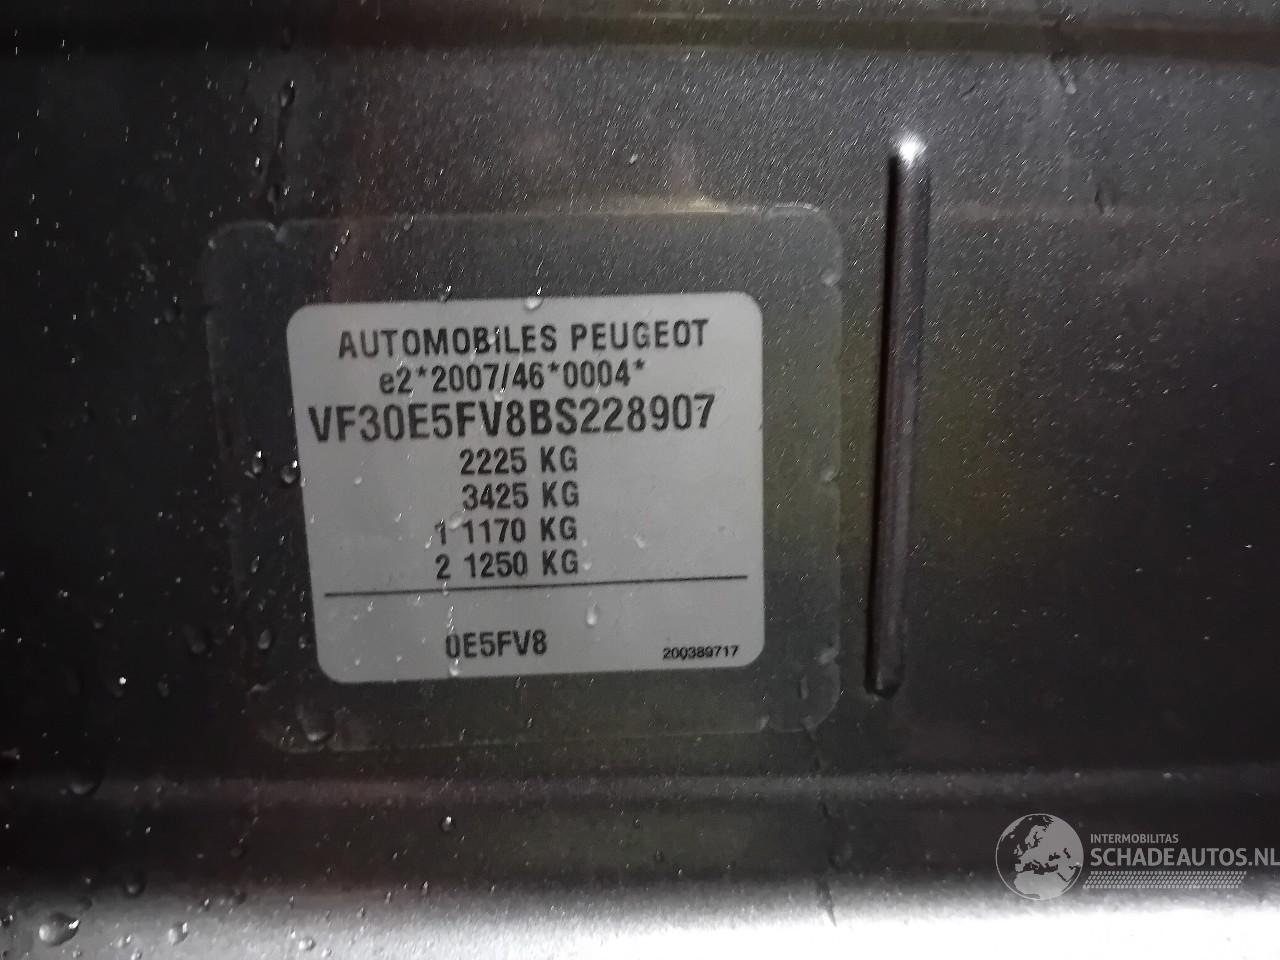 AUTOMOBILES PEUGEOT
e2*2007/46*0004*
VF30E5FV8BS228907
2225 KG
3425 KG
1 1170 KG
2 1250 KG
0E5FV8
200389717
INTERMOBILITAS
SCHADEAUTOS.NL